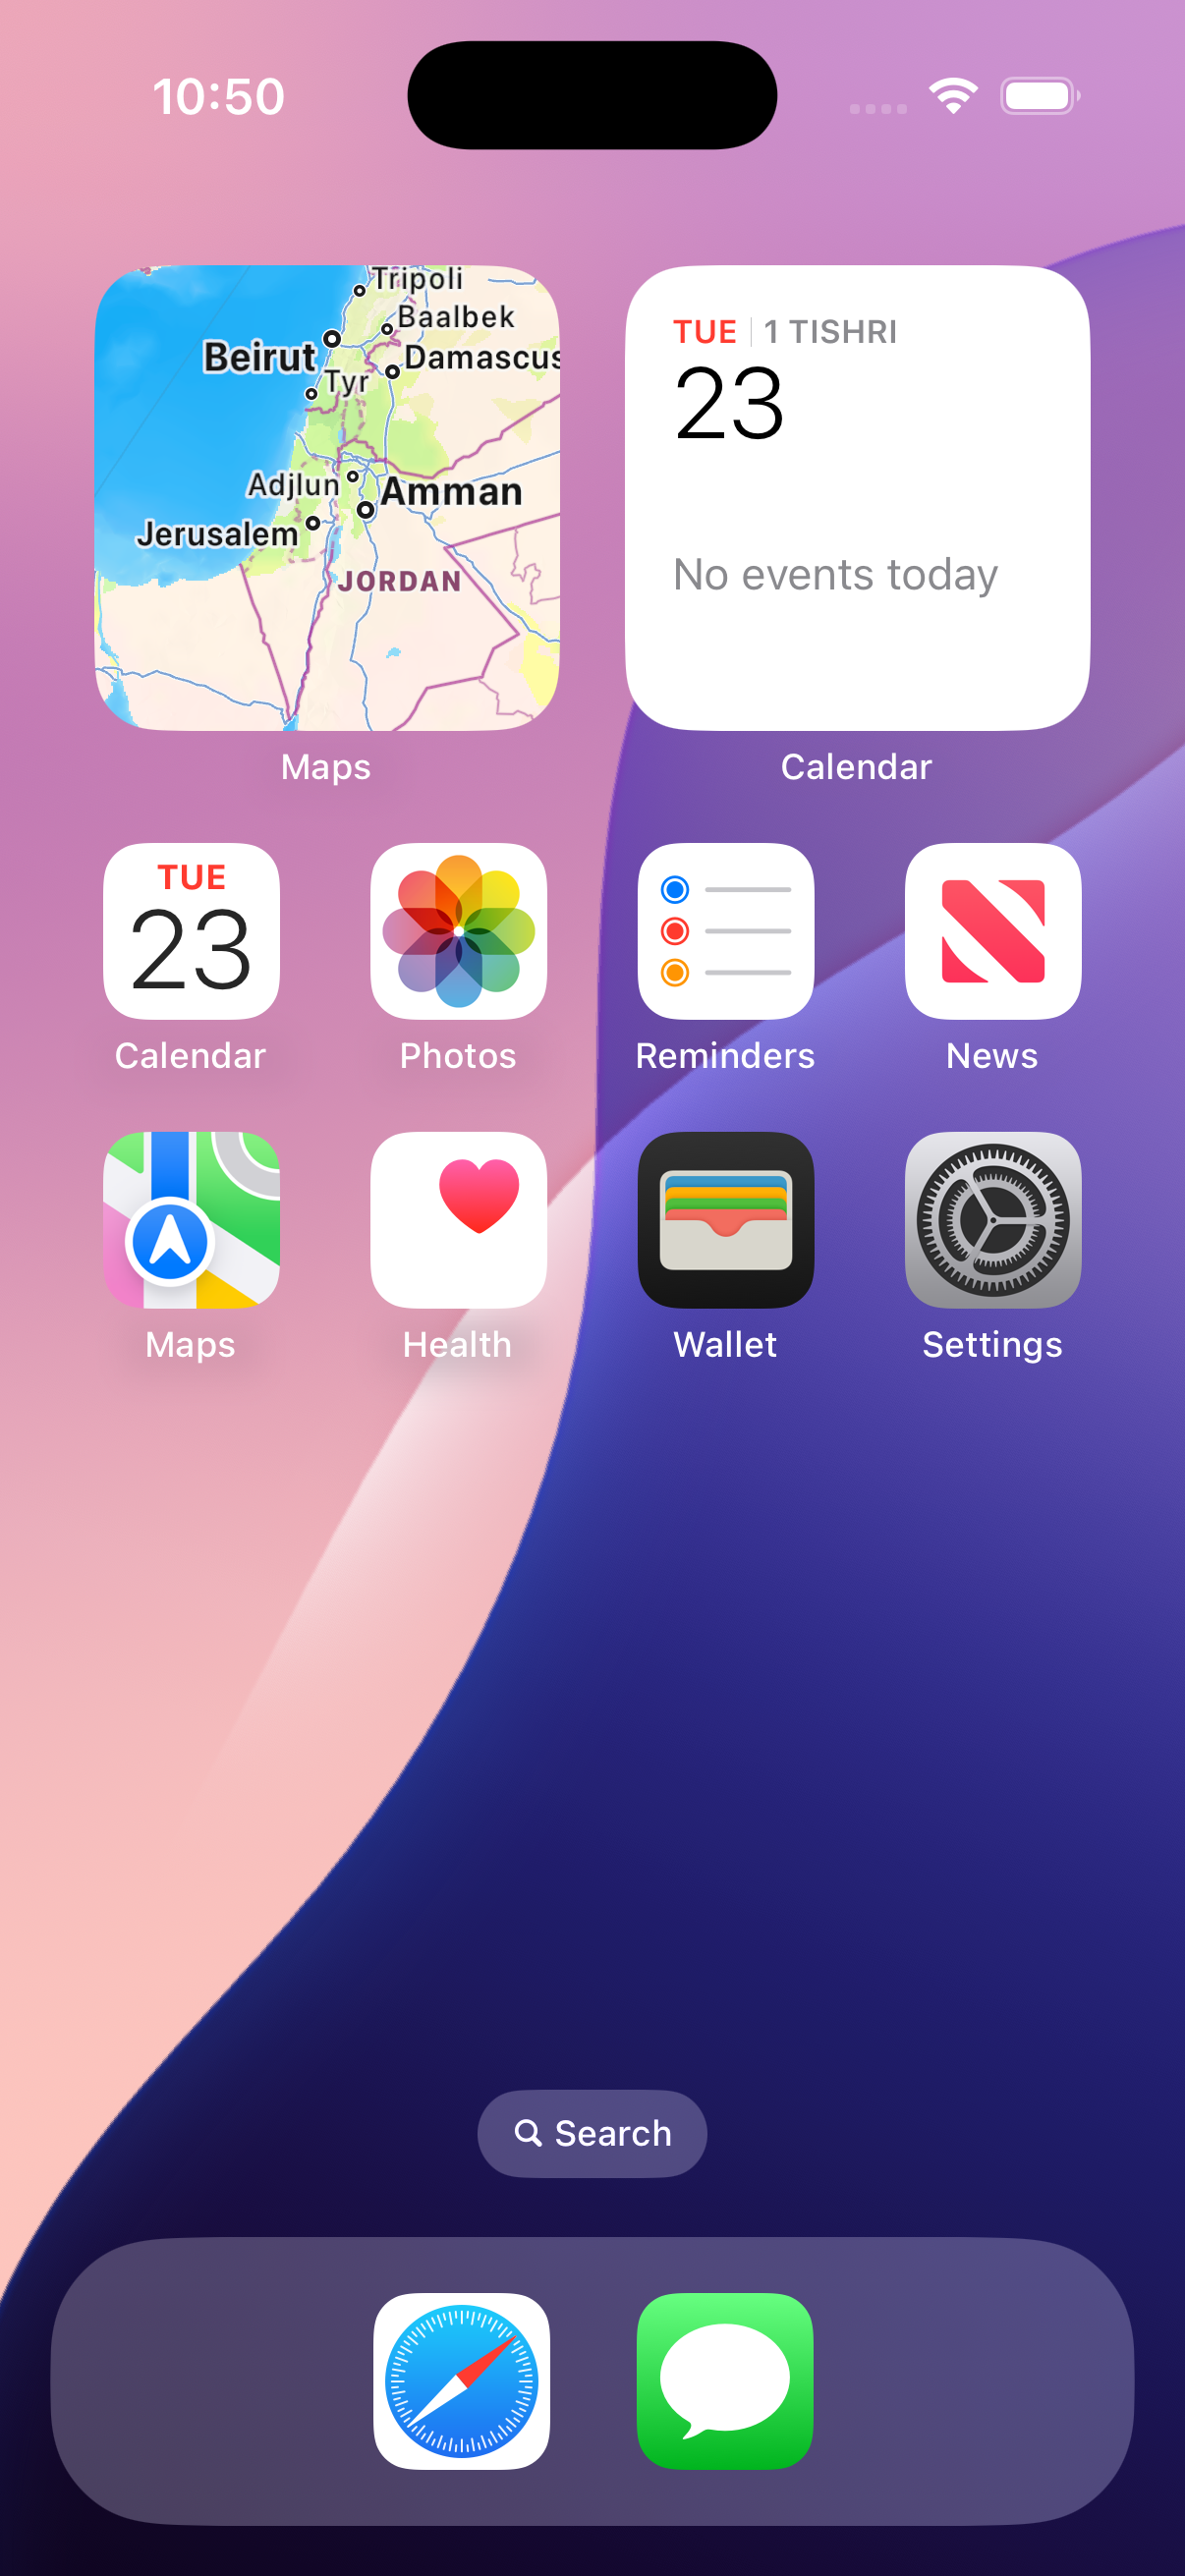 10:50
Tripoli
Baalbek
Beirut
Damascus
Tyr
Adjlun
Amman
Jerusalem
JORDAN
TUE 1 TISHRI
23
No events today
Maps
Calendar
TUE
23
Calendar
Photos
Reminders
News
Maps
Health
Wallet
Settings
Search